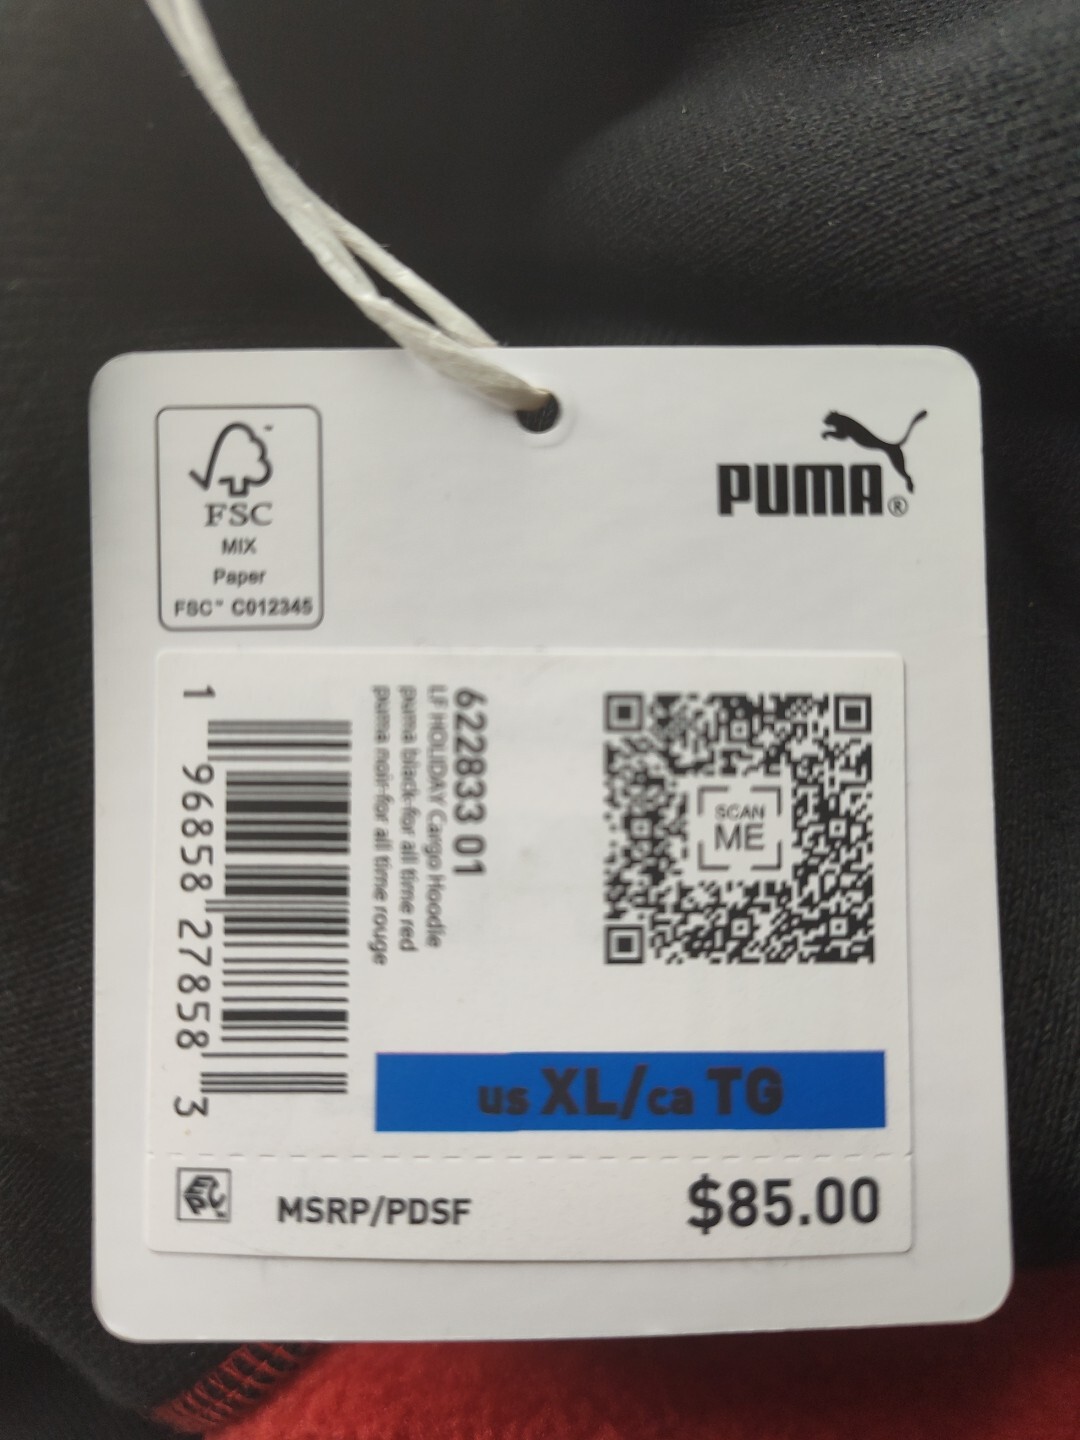 FSC
MIX
Paper
FSC™ C012345
PUMA®
622833 01
LF HOLIDAY Cargo Hoodie
puma black-for all time red
puma noir-for all time rouge
1 96858 27858 3
SCAN
ME
us XL/ca TG
MSRP/PDSF
$85.00